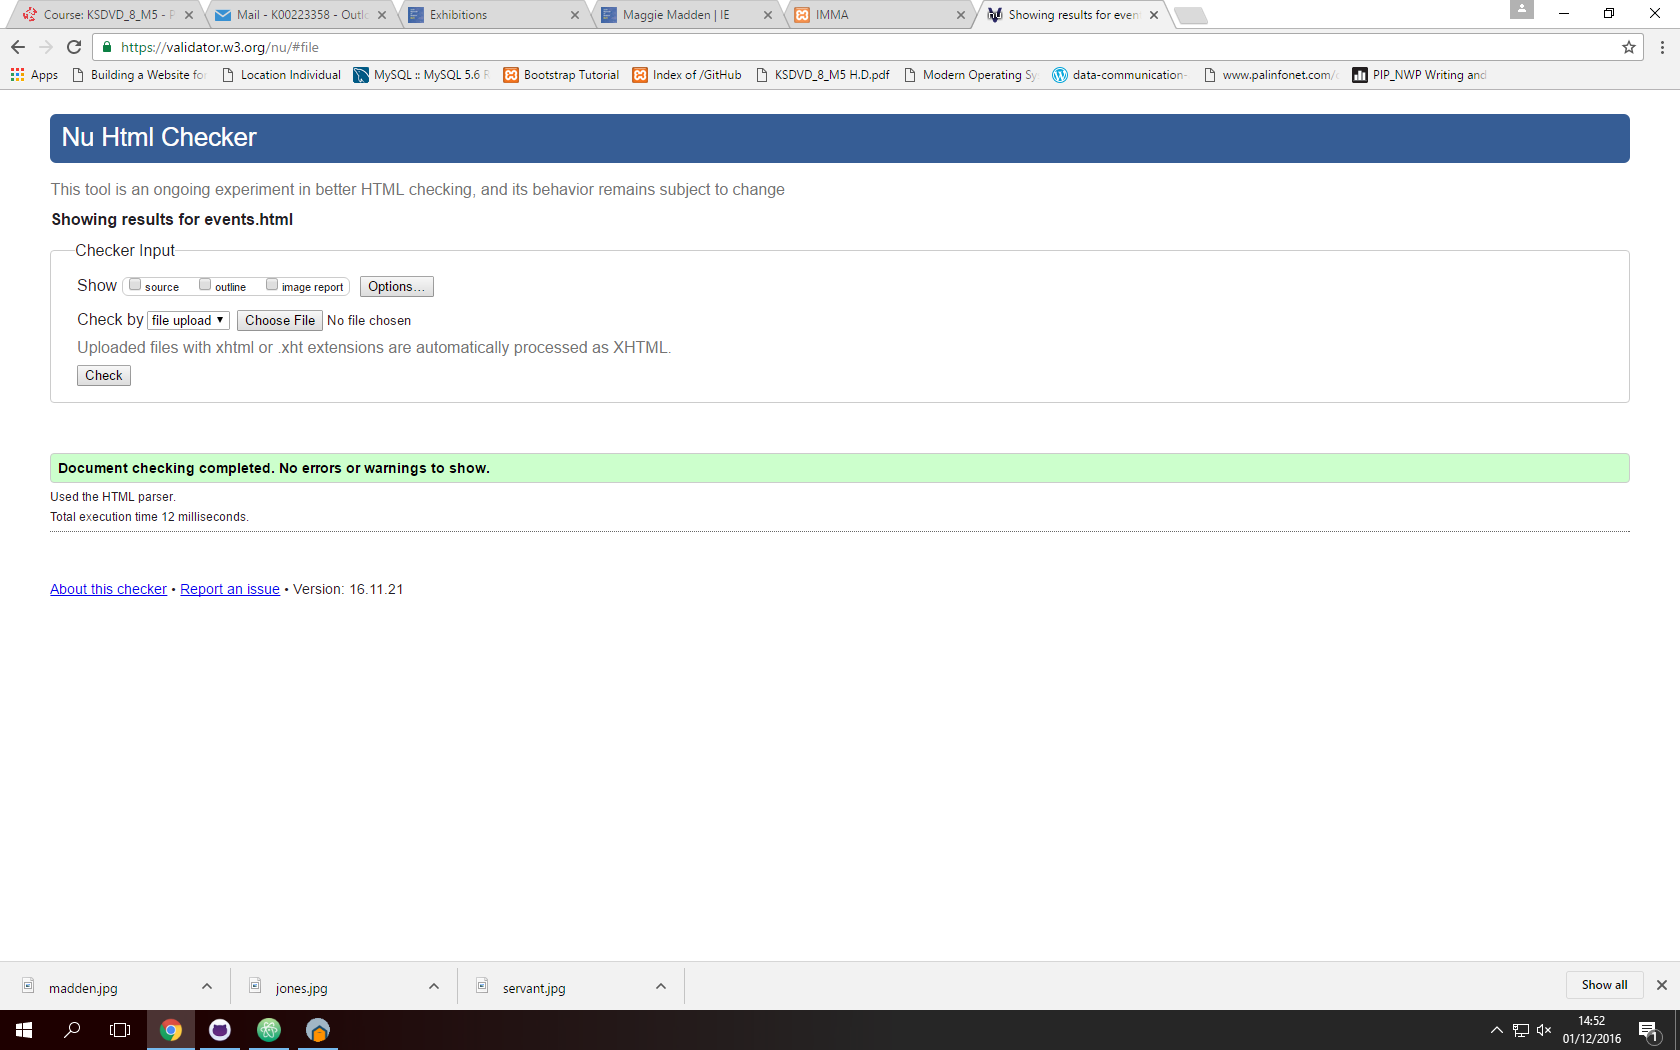 Course: KSDVD_8_M5 - P
Mail - K00223358 - Outlo
Exhibitions
Maggie Madden | IE
IMMA
Showing results for even
https://validator.w3.org/nu/#file
Apps
Building a Website for
Location Individual
MySQL :: MySQL 5.6 R
Bootstrap Tutorial
Index of /GitHub
KSDVD_8_M5 H.D.pdf
Modern Operating Sy
data-communication-
www.palinfonet.com/
PIP_NWP Writing and
Nu Html Checker
This tool is an ongoing experiment in better HTML checking, and its behavior remains subject to change
Showing results for events.html
Checker Input
Show source outline image report Options...
Check by file upload Choose File No file chosen
Uploaded files with xhtml or .xht extensions are automatically processed as XHTML.
Check
Document checking completed. No errors or warnings to show.
Used the HTML parser.
Total execution time 12 milliseconds.
About this checker • Report an issue • Version: 16.11.21
madden.jpg
jones.jpg
servant.jpg
Show all
14:52
01/12/2016
1